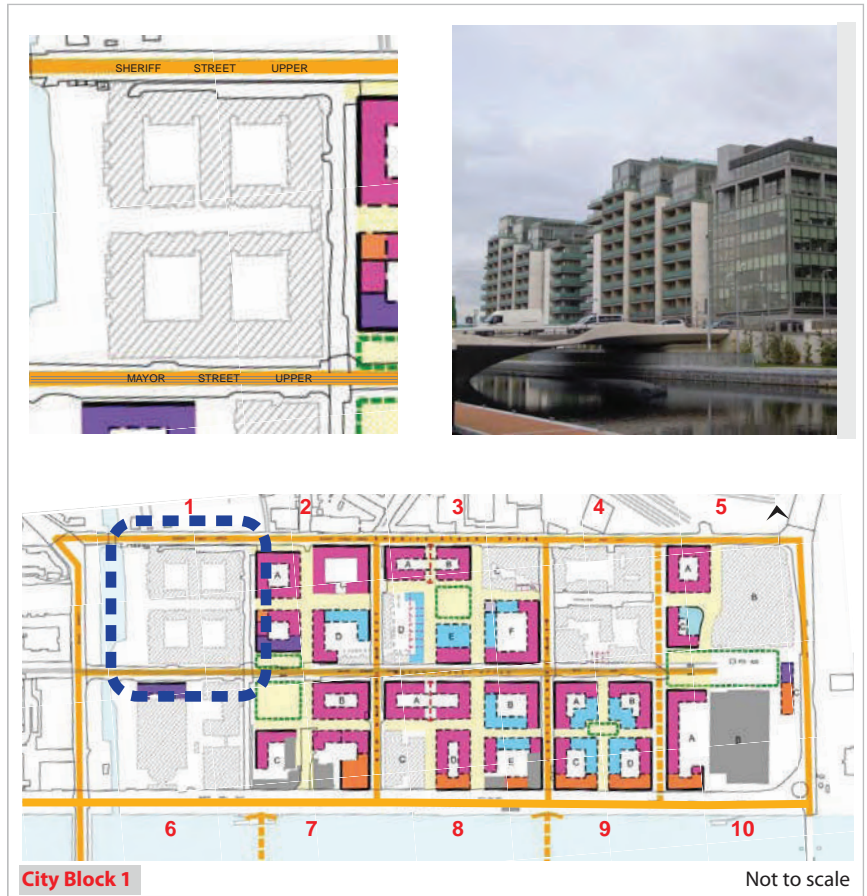 SHERIFF STREET UPPER
MAYOR STREET UPPER
1 2 3 4 5
A
A B
A
B
D
D
E
F
C
B
A
B
A
B
A
B
C
C
D
E
C
D
A
B
6 7 8 9 10
City Block 1
Not to scale